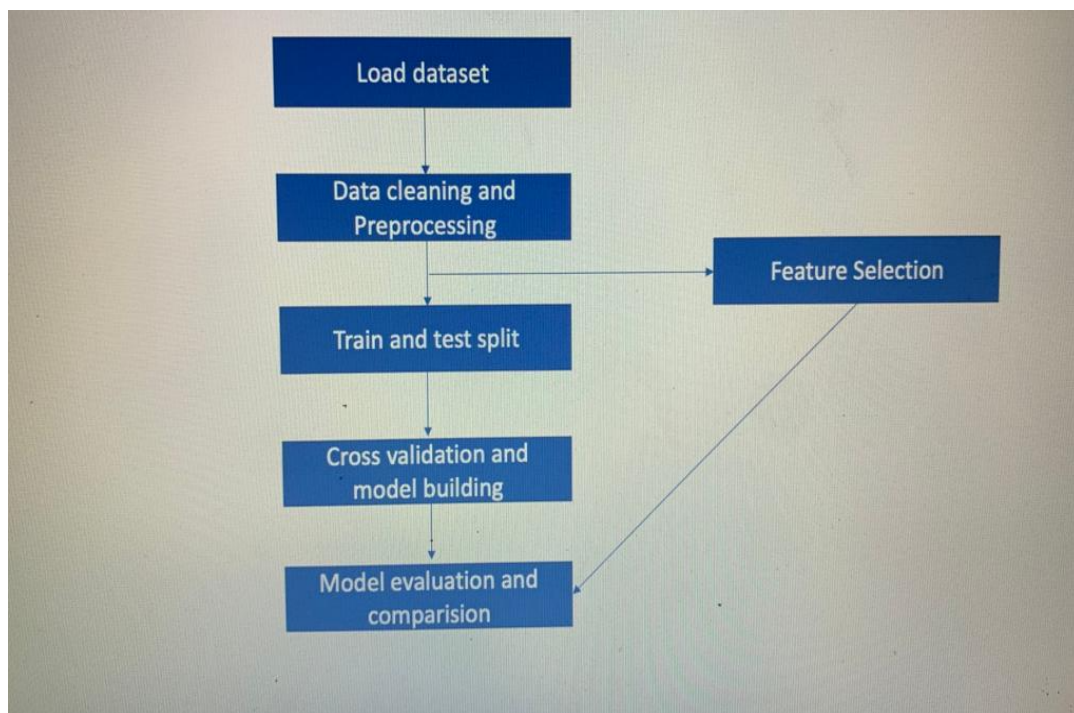 Load dataset
Data cleaning and
Preprocessing
Feature Selection
Train and test split
Cross validation and
model building
Model evaluation and
comparision